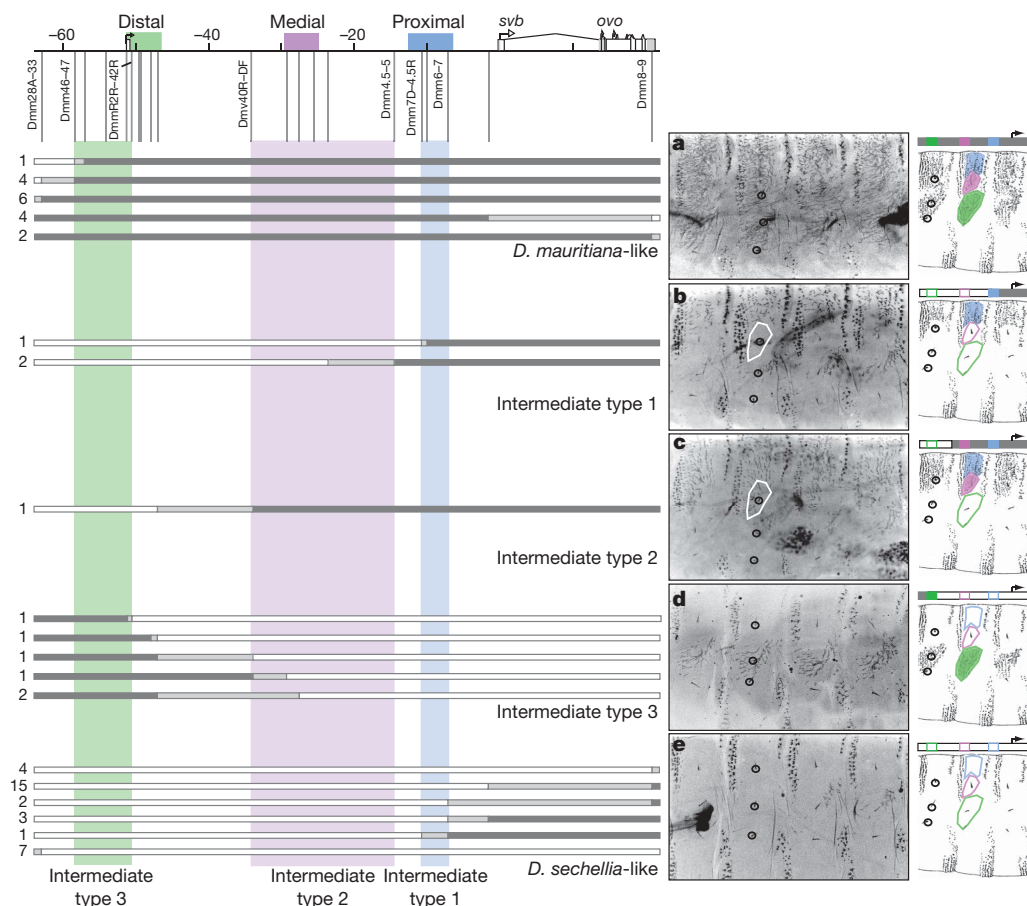 Distal
Medial
Proximal
svb
ovo
−60
−40
−20
Dmm28A–33
Dmm46–47
DmmR2R–42R
Dmv40R–DF
Dmm4.5–5
Dmm7D–4.5R
Dmm6–7
Dmm8–9
1
4
6
4
2
D. mauritiana-like
1
2
Intermediate type 1
1
Intermediate type 2
1
1
1
1
2
Intermediate type 3
4
15
2
3
1
7
D. sechellia-like
Intermediate
type 3
Intermediate
type 2
Intermediate
type 1
a
b
c
d
e